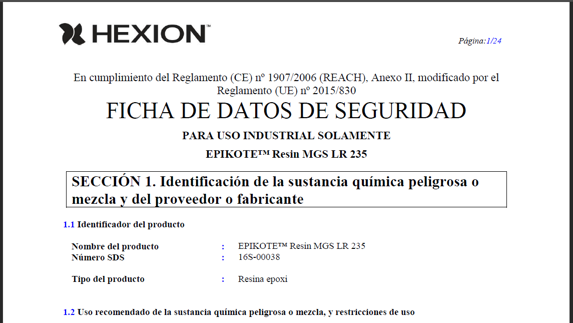 HEXION™
Página:1/24
En cumplimiento del Reglamento (CE) nº 1907/2006 (REACH), Anexo II, modificado por el
Reglamento (UE) nº 2015/830
FICHA DE DATOS DE SEGURIDAD
PARA USO INDUSTRIAL SOLAMENTE
EPIKOTE™ Resin MGS LR 235
SECCIÓN 1. Identificación de la sustancia química peligrosa o
mezcla y del proveedor o fabricante
1.1 Identificador del producto
Nombre del producto : EPIKOTE™ Resin MGS LR 235
Número SDS : 16S-00038
Tipo del producto : Resina epoxi
1.2 Uso recomendado de la sustancia química peligrosa o mezcla, y restricciones de uso